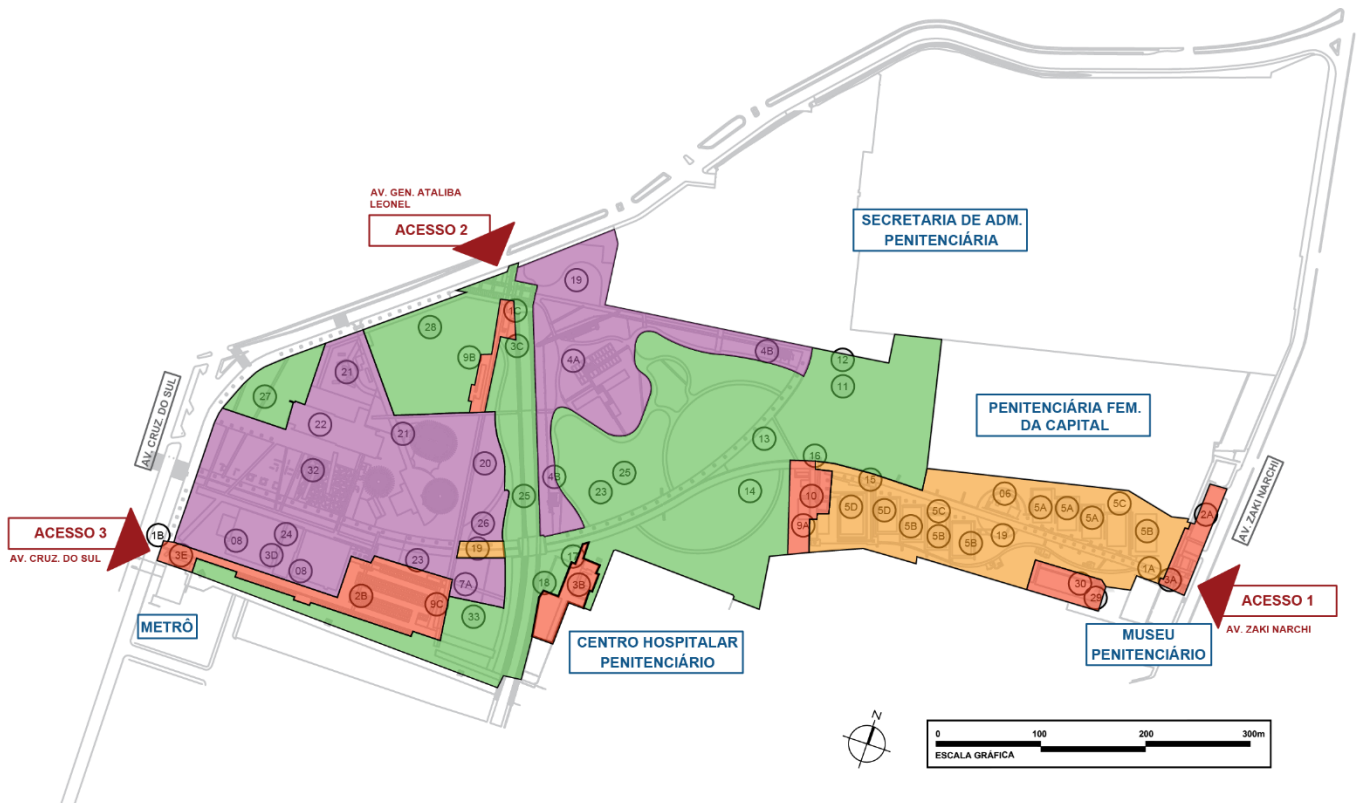 AV. GEN. ATALIBA
LEONEL
ACESSO 2
SECRETARIA DE ADM.
PENITENCIÁRIA
19
1C
28
3C
9B
4A
4B
12
11
21
27
AV. CRUZ. DO SUL
PENITENCIÁRIA FEM.
DA CAPITAL
22
21
13
32
20
4B
25
23
25
14
16
15
10
9A
5D
5D
5B
5C
5B
5B
06
19
5A
5A
5A
5C
5B
2A
AV. ZAKI NARCHI
ACESSO 3
AV. CRUZ. DO SUL
1B
3E
08
24
3D
08
26
19
23
7A
2B
9C
33
18
3B
1A
3A
30
29
ACESSO 1
AV. ZAKI NARCHI
METRÔ
CENTRO HOSPITALAR
PENITENCIÁRIO
MUSEU
PENITENCIÁRIO
N
0 100 200 300m
ESCALA GRÁFICA